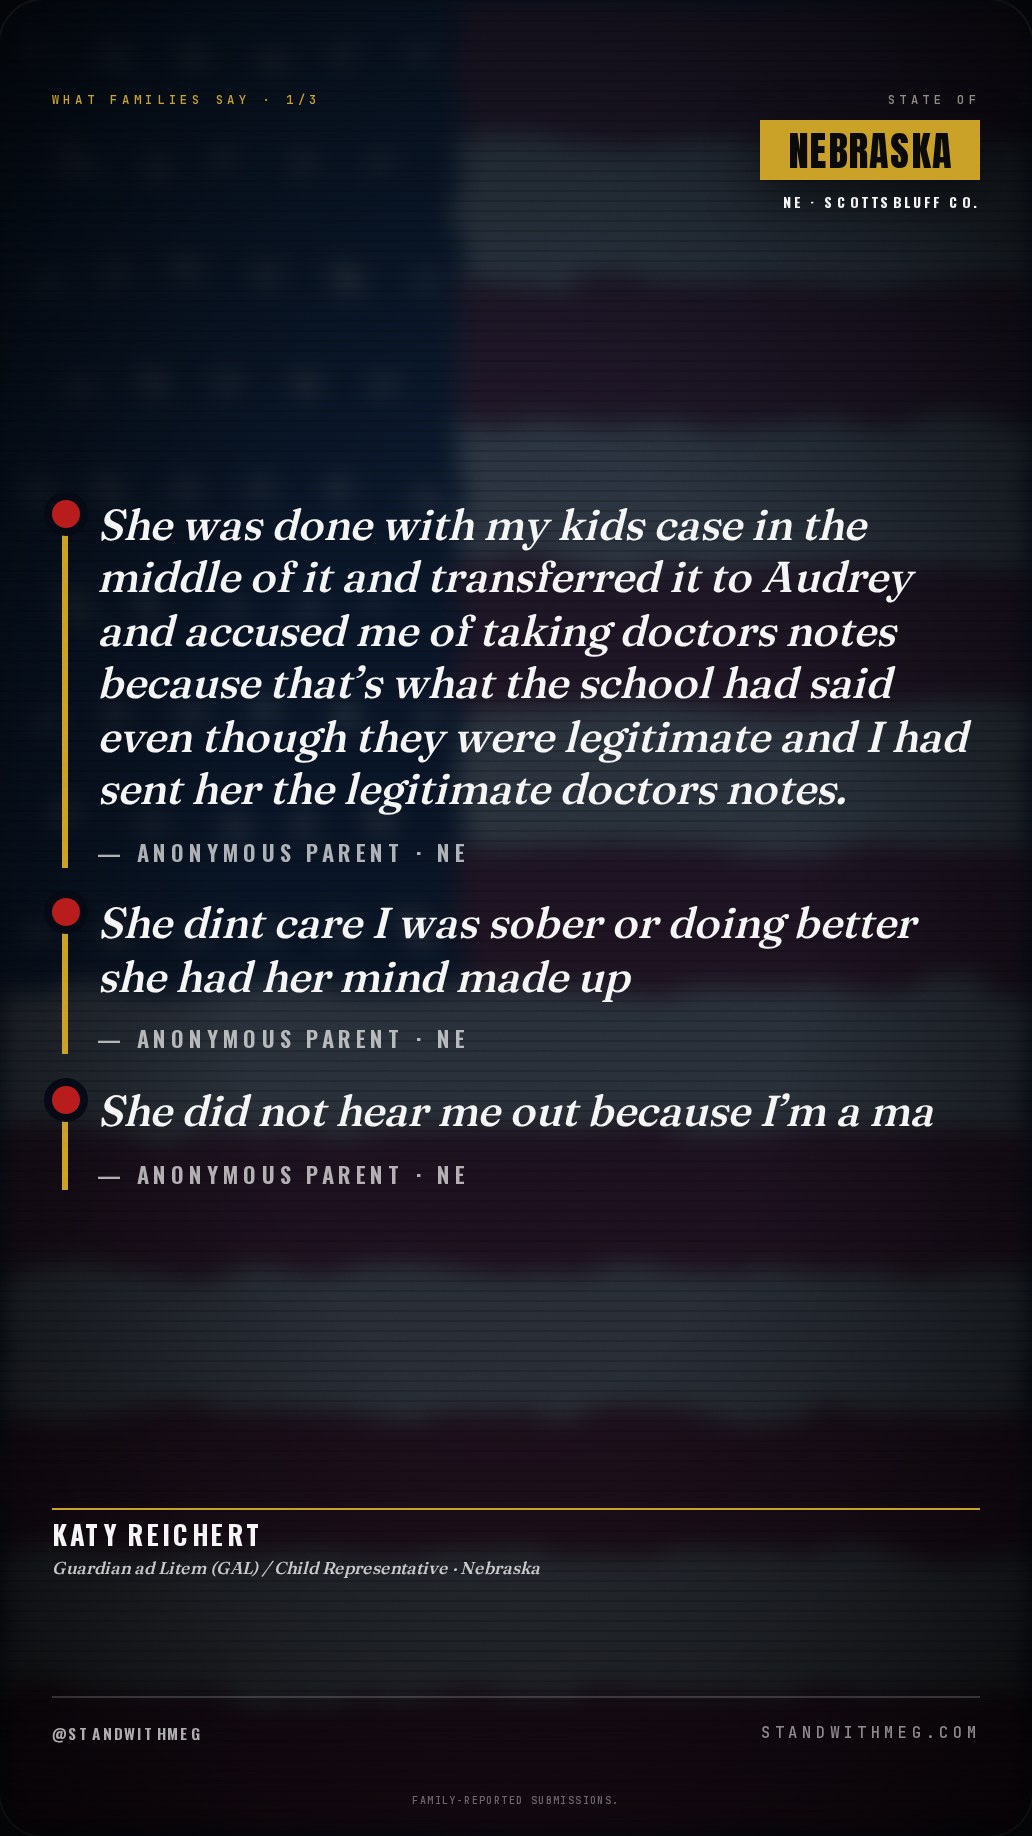 WHAT FAMILIES SAY · 1/3
STATE OF
NEBRASKA
NE · SCOTTSBLUFF CO.
She was done with my kids case in the
middle of it and transferred it to Audrey
and accused me of taking doctors notes
because that’s what the school had said
even though they were legitimate and I had
sent her the legitimate doctors notes.
— ANONYMOUS PARENT · NE
She dint care I was sober or doing better
she had her mind made up
— ANONYMOUS PARENT · NE
She did not hear me out because I’m a ma
— ANONYMOUS PARENT · NE
KATY REICHERT
Guardian ad Litem (GAL) / Child Representative · Nebraska
@STANDWITHMEG
STANDWITHMEG.COM
FAMILY-REPORTED SUBMISSIONS.